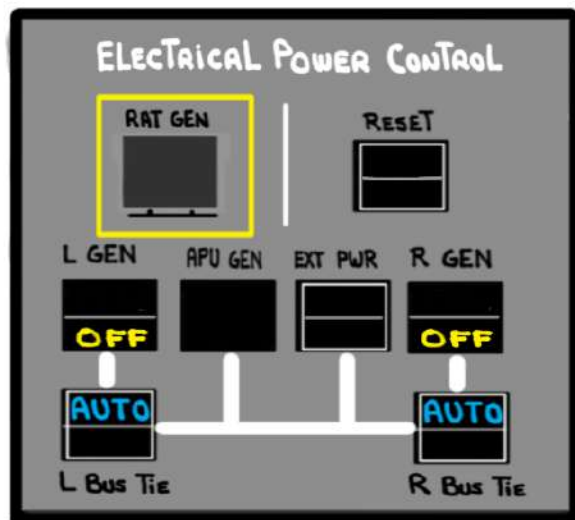 ELECTRICAL POWER CONTROL
RAT GEN
RESET
L GEN
APU GEN
EXT PWR
R GEN
OFF
OFF
AUTO
AUTO
L BUS TIE
R BUS TIE